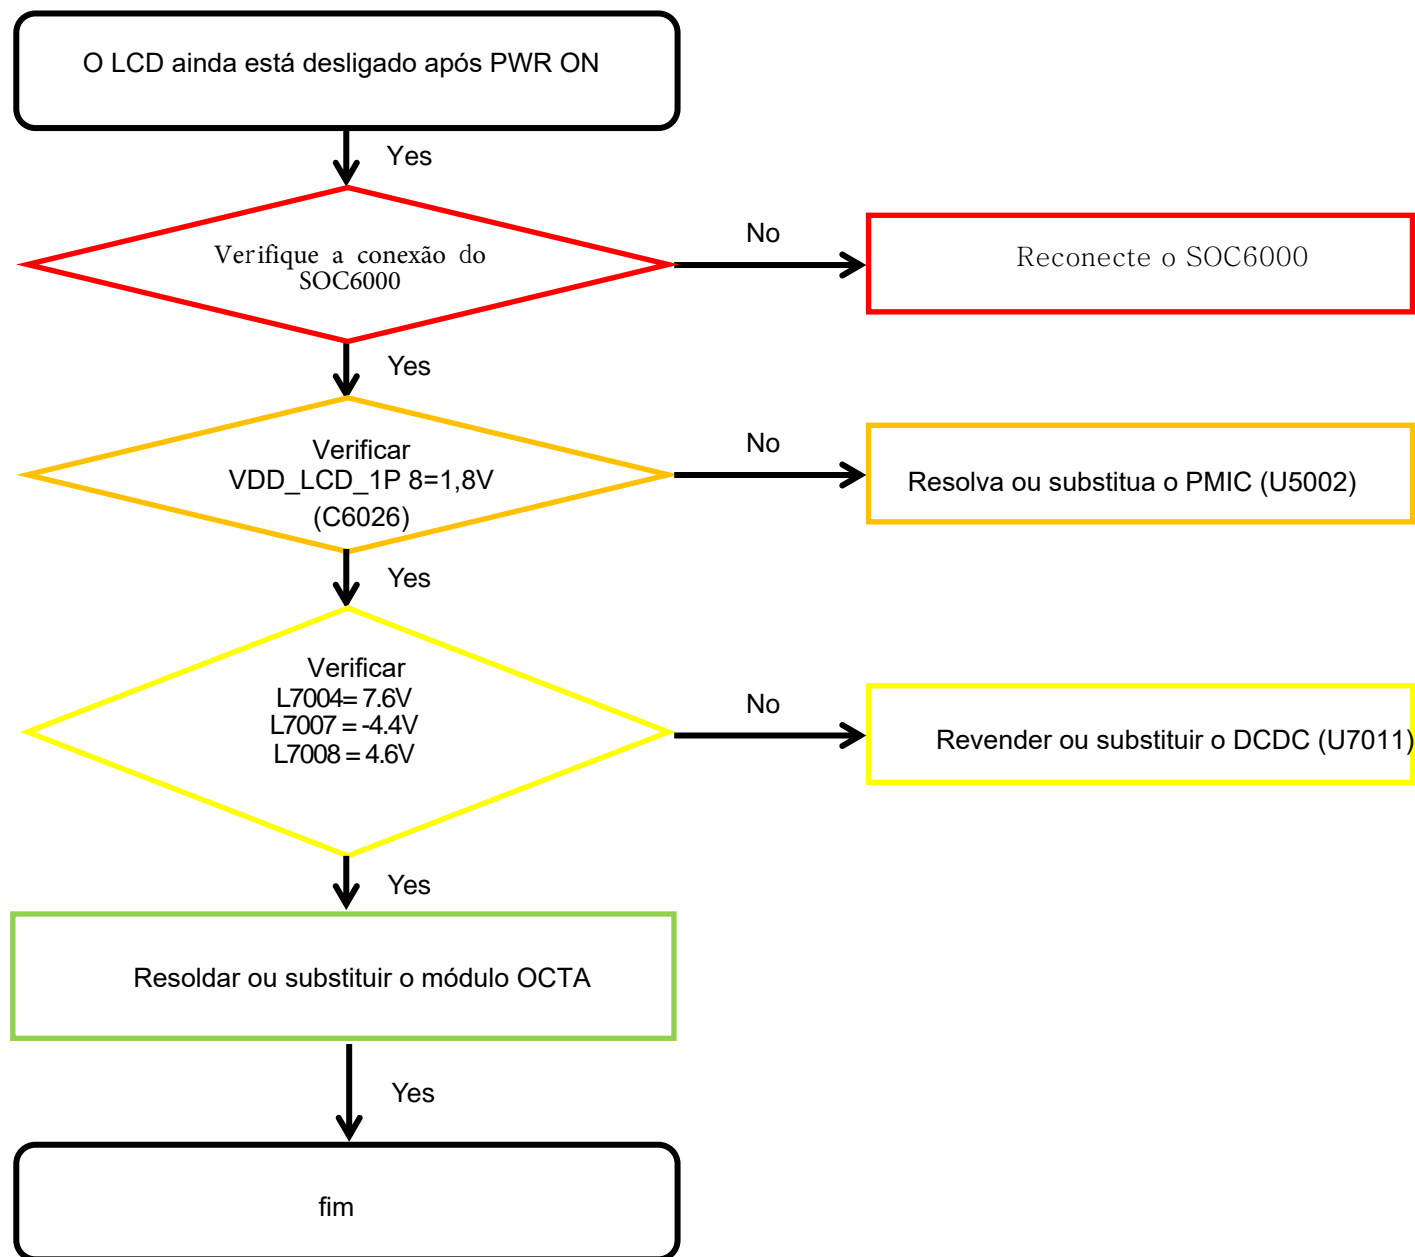 O LCD ainda está desligado após PWR ON
Yes
Verifique a conexão do
SOC6000
No
Reconecte o SOC6000
Yes
Verificar
VDD_LCD_1P 8=1,8V
(C6026)
No
Resolva ou substitua o PMIC (U5002)
Yes
Verificar
L7004= 7.6V
L7007 = -4.4V
L7008 = 4.6V
No
Revender ou substituir o DCDC (U7011)
Yes
Resoldar ou substituir o módulo OCTA
Yes
fim